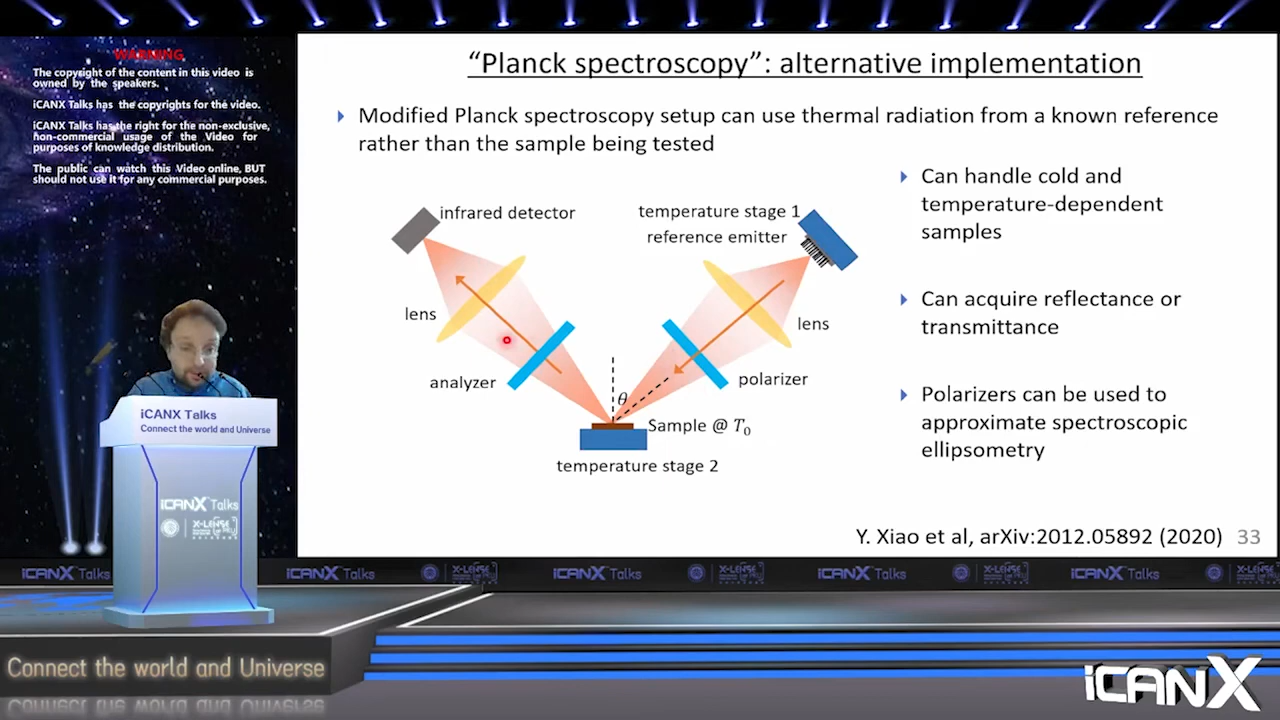 WARNING
The copyright of the content in this video is
owned by the speakers.
iCANX Talks has the copyrights for the video.
iCANX Talks has the right for the non-exclusive,
non-commercial usage of the Video for
purposes of knowledge distribution.
The public can watch this Video online, BUT
should not use it for any commercial purposes.
“Planck spectroscopy”: alternative implementation
Modified Planck spectroscopy setup can use thermal radiation from a known reference
rather than the sample being tested
infrared detector
temperature stage 1
reference emitter
lens
lens
analyzer
polarizer
θ
Sample @ T₀
temperature stage 2
Can handle cold and
temperature-dependent
samples
Can acquire reflectance or
transmittance
Polarizers can be used to
approximate spectroscopic
ellipsometry
Y. Xiao et al, arXiv:2012.05892 (2020) 33
iCANX Talks
Connect the world and Universe
iCANX Talks
X-LENSE
iCANX Talks
X-LENSE
iCANX Talks
X-LENSE
iCANX Talks
X-LENSE
iCANX Talks
X-LENSE
iCANX Talks
X-LENSE
Connect the world and Universe
iCANX